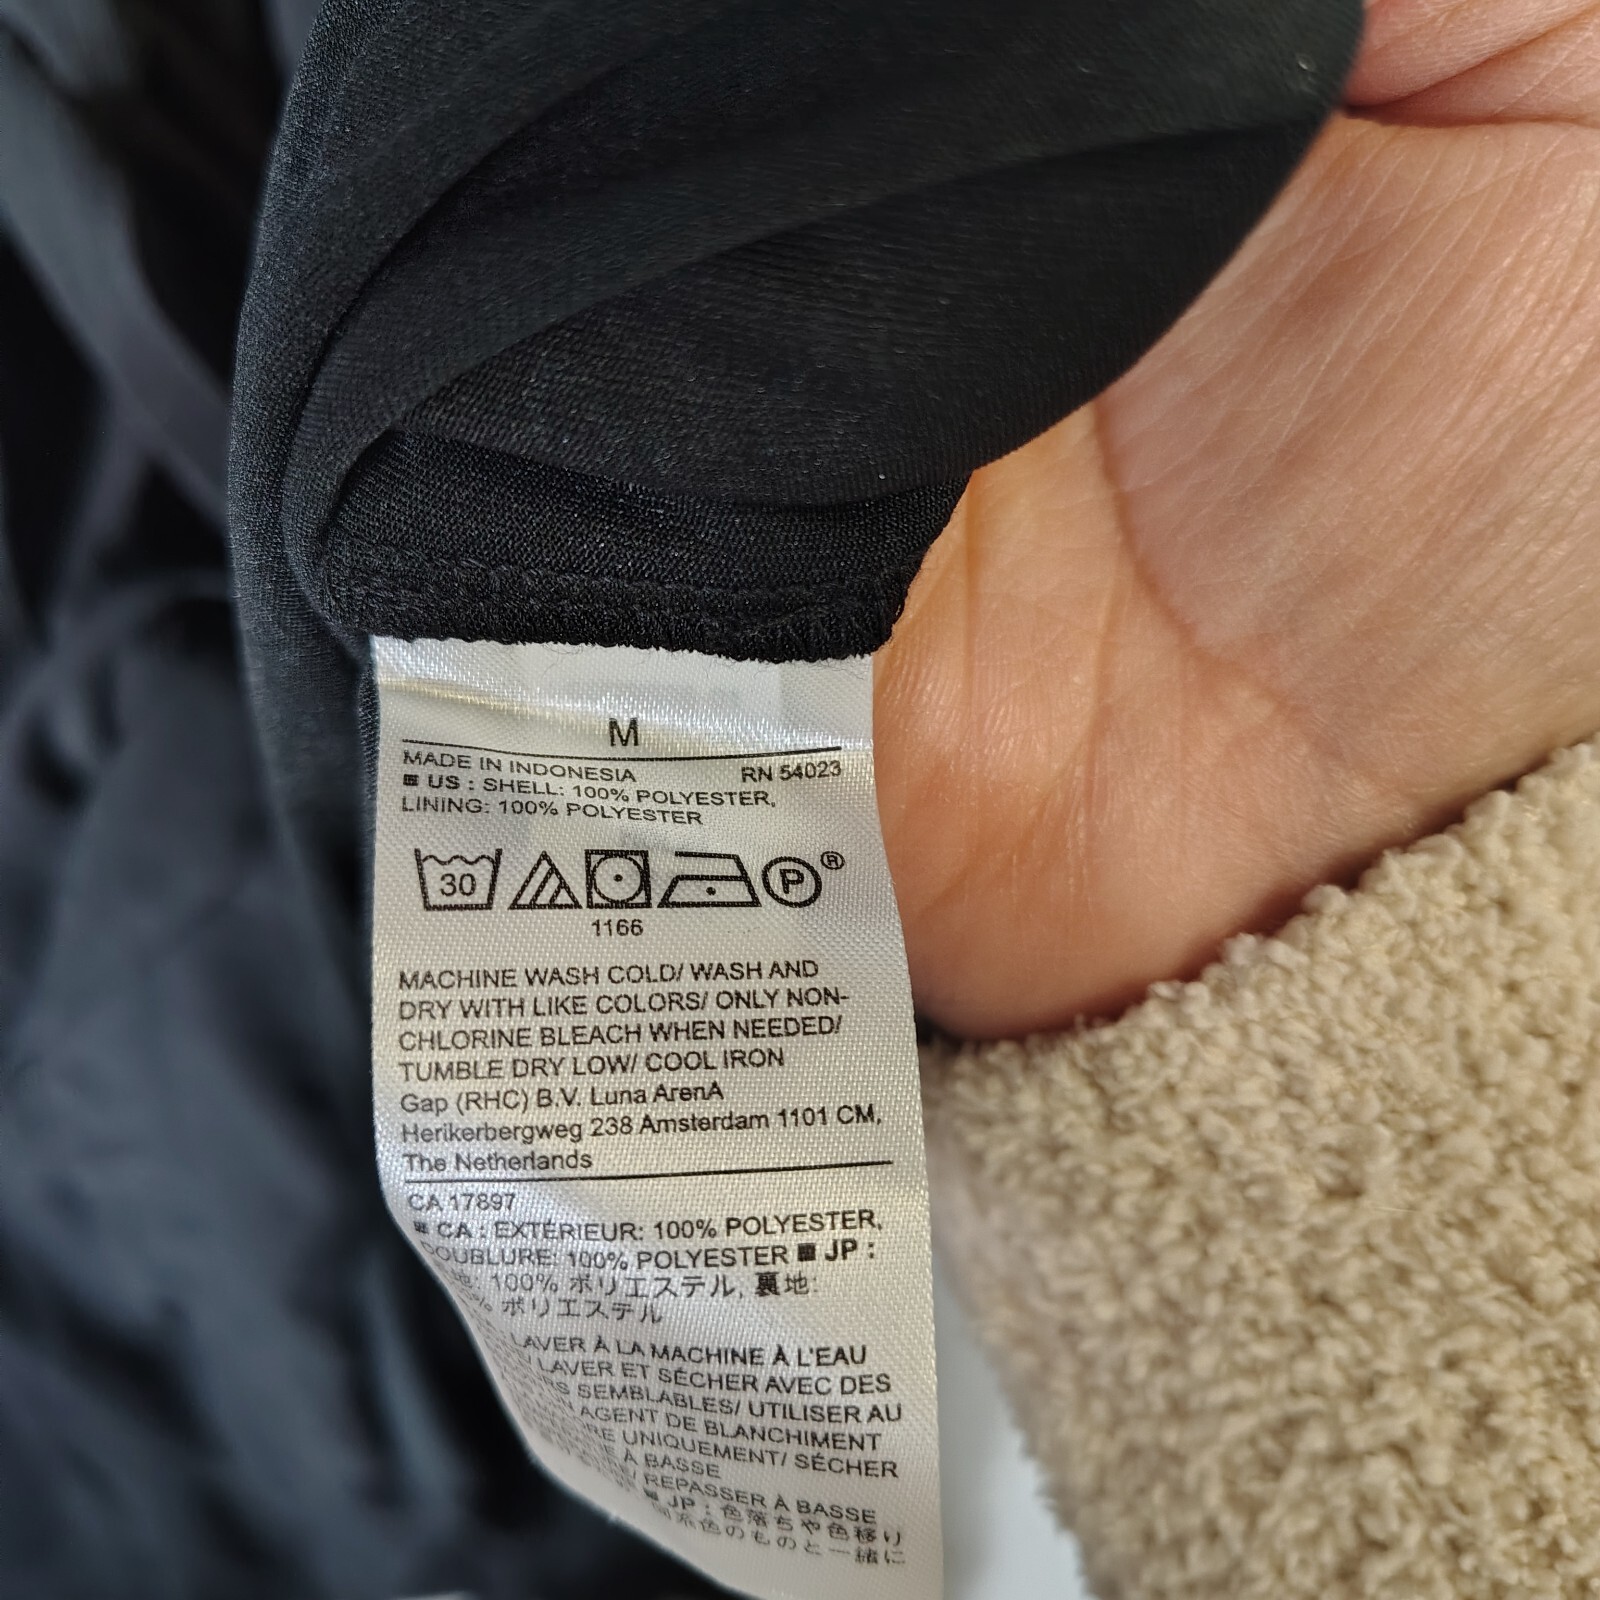 M
MADE IN INDONESIA RN 54023
US : SHELL: 100% POLYESTER,
LINING: 100% POLYESTER
30 P ®
1166
MACHINE WASH COLD/ WASH AND
DRY WITH LIKE COLORS/ ONLY NON-
CHLORINE BLEACH WHEN NEEDED/
TUMBLE DRY LOW/ COOL IRON
Gap (RHC) B.V. Luna ArenA
Herikerbergweg 238 Amsterdam 1101 CM,
The Netherlands
CA 17897
CA : EXTÉRIEUR: 100% POLYESTER,
DOUBLURE: 100% POLYESTER JP :
100% ポリエステル, 裏地:
% ポリエステル
LAVER À LA MACHINE À L'EAU
LAVER ET SÉCHER AVEC DES
SEMBLABLES/ UTILISER AU
AGENT DE BLANCHIMENT
UNIQUEMENT/ SÉCHER
À BASSE
REPASSER À BASSE
JP : 色落ちや色移り
同系色のものと一緒に